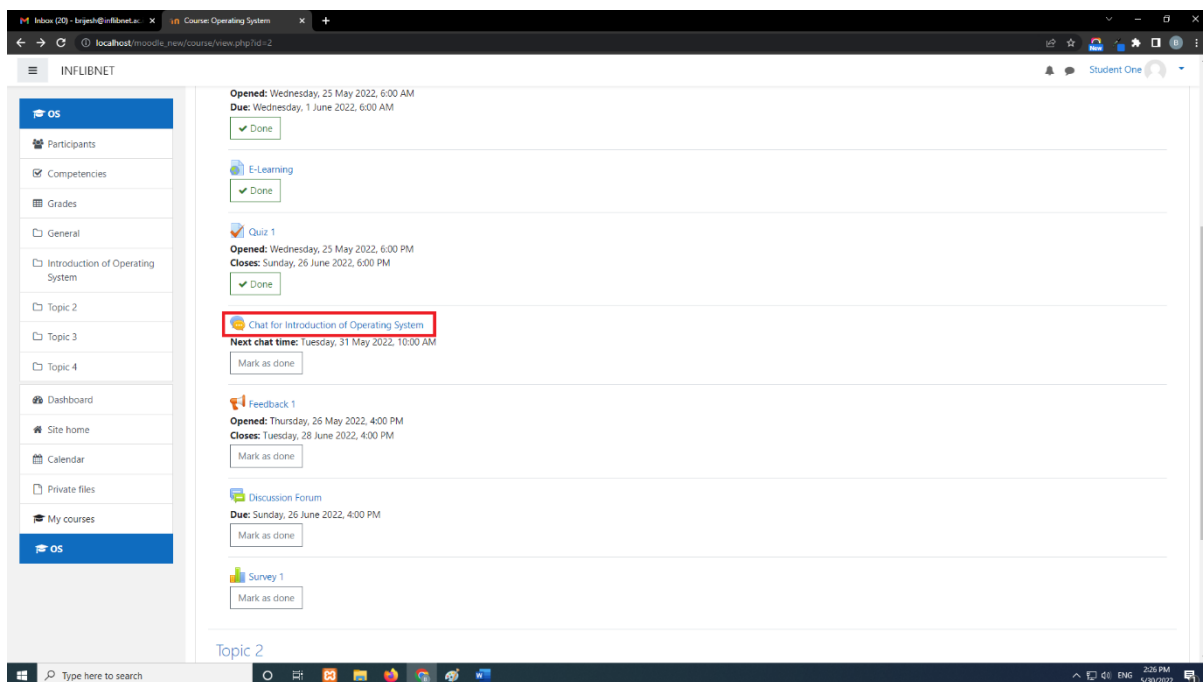 Inbox (20) - brijesh@inflibnet.ac.
Course: Operating System
localhost/moodle_new/course/view.php?id=2
New
INFLIBNET
Student One
OS
Participants
Competencies
Grades
General
Introduction of Operating
System
Topic 2
Topic 3
Topic 4
Dashboard
Site home
Calendar
Private files
My courses
OS
Opened: Wednesday, 25 May 2022, 6:00 AM
Due: Wednesday, 1 June 2022, 6:00 AM
Done
E-Learning
Done
Quiz 1
Opened: Wednesday, 25 May 2022, 6:00 PM
Closes: Sunday, 26 June 2022, 6:00 PM
Done
Chat for Introduction of Operating System
Next chat time: Tuesday, 31 May 2022, 10:00 AM
Mark as done
Feedback 1
Opened: Thursday, 26 May 2022, 4:00 PM
Closes: Tuesday, 28 June 2022, 4:00 PM
Mark as done
Discussion Forum
Due: Sunday, 26 June 2022, 4:00 PM
Mark as done
Survey 1
Mark as done
Topic 2
Type here to search
ENG
2:26 PM
5/30/2022